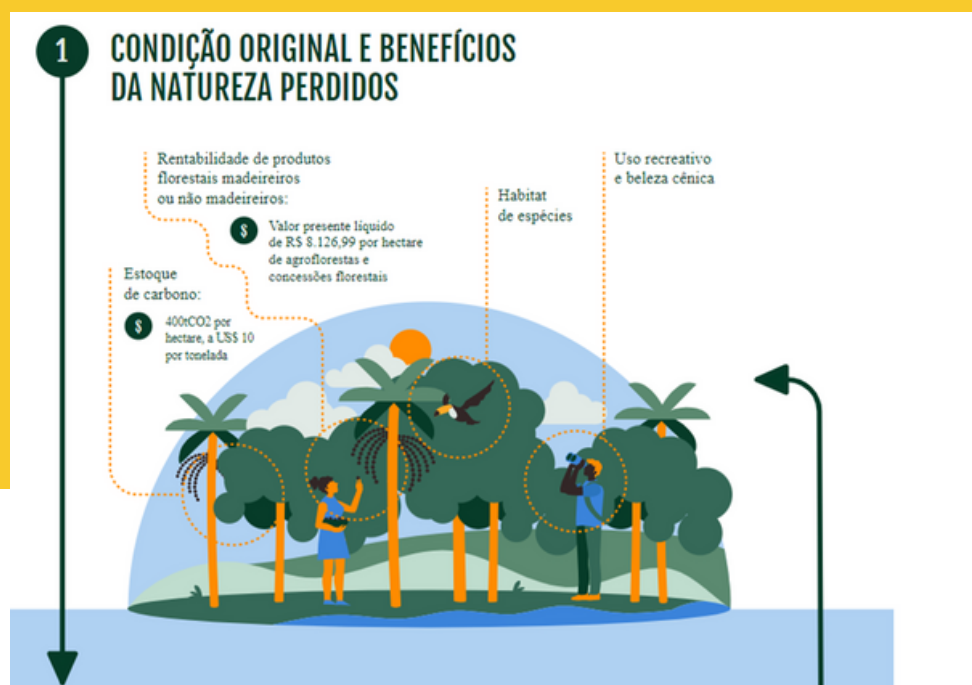 1
CONDIÇÃO ORIGINAL E BENEFÍCIOS
DA NATUREZA PERDIDOS
Rentabilidade de produtos
florestais madeireiros
ou não madeireiros:
$
Valor presente líquido
de R$ 8.126,99 por hectare
de agroflorestas e
concessões florestais
Estoque
de carbono:
$
400tCO2 por
hectare, a US$ 10
por tonelada
Habitat
de espécies
Uso recreativo
e beleza cênica